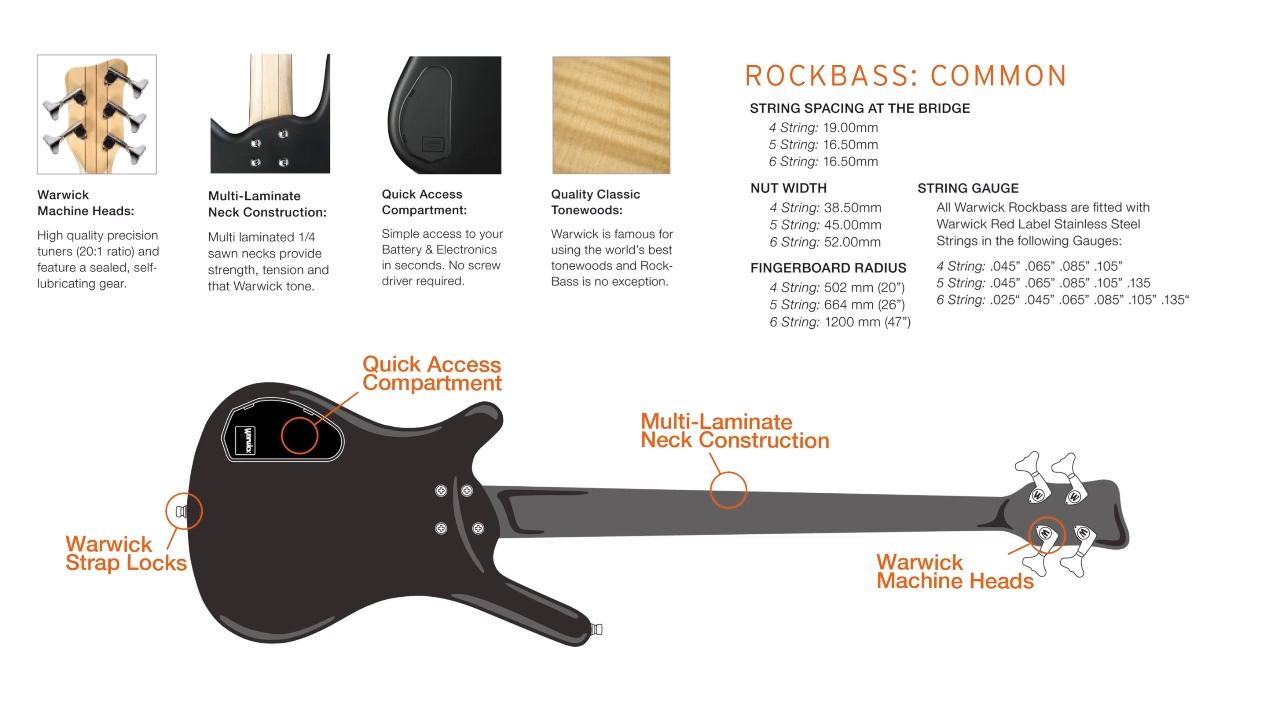 ROCKBASS: COMMON
Warwick
Machine Heads:
High quality precision
tuners (20:1 ratio) and
feature a sealed, self-
lubricating gear.
Multi-Laminate
Neck Construction:
Multi laminated 1/4
sawn necks provide
strength, tension and
that Warwick tone.
Quick Access
Compartment:
Simple access to your
Battery & Electronics
in seconds. No screw
driver required.
Quality Classic
Tonewoods:
Warwick is famous for
using the world’s best
tonewoods and Rock-
Bass is no exception.
STRING SPACING AT THE BRIDGE
4 String: 19.00mm
5 String: 16.50mm
6 String: 16.50mm
NUT WIDTH
4 String: 38.50mm
5 String: 45.00mm
6 String: 52.00mm
FINGERBOARD RADIUS
4 String: 502 mm (20”)
5 String: 664 mm (26”)
6 String: 1200 mm (47”)
STRING GAUGE
All Warwick Rockbass are fitted with
Warwick Red Label Stainless Steel
Strings in the following Gauges:
4 String: .045” .065” .085” .105”
5 String: .045” .065” .085” .105” .135
6 String: .025“ .045” .065” .085” .105” .135“
Quick Access
Compartment
Warwick
Multi-Laminate
Neck Construction
Warwick
Strap Locks
W
W
W
W
Warwick
Machine Heads